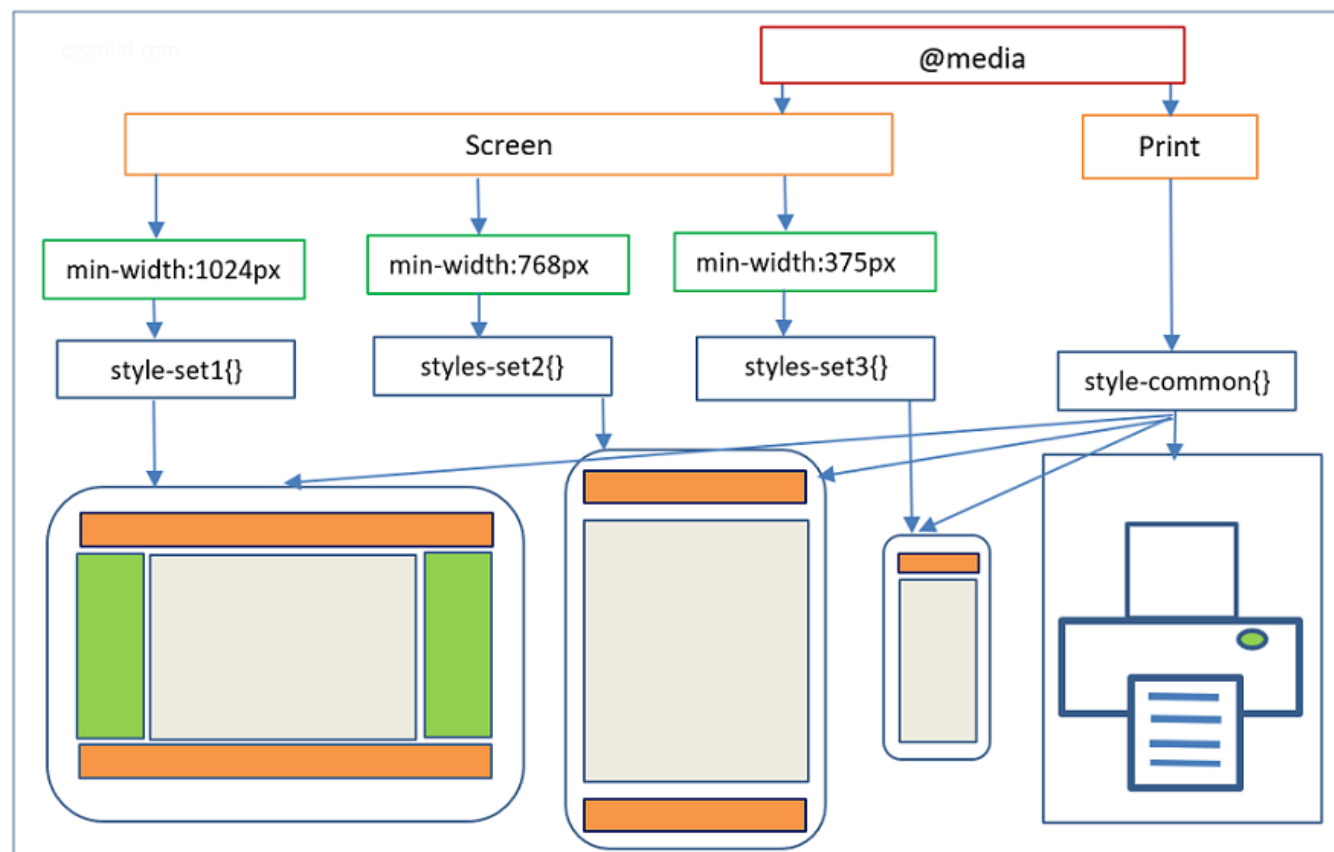 csssolid.com
@media
Screen
Print
min-width:1024px
min-width:768px
min-width:375px
style-set1{}
styles-set2{}
styles-set3{}
style-common{}